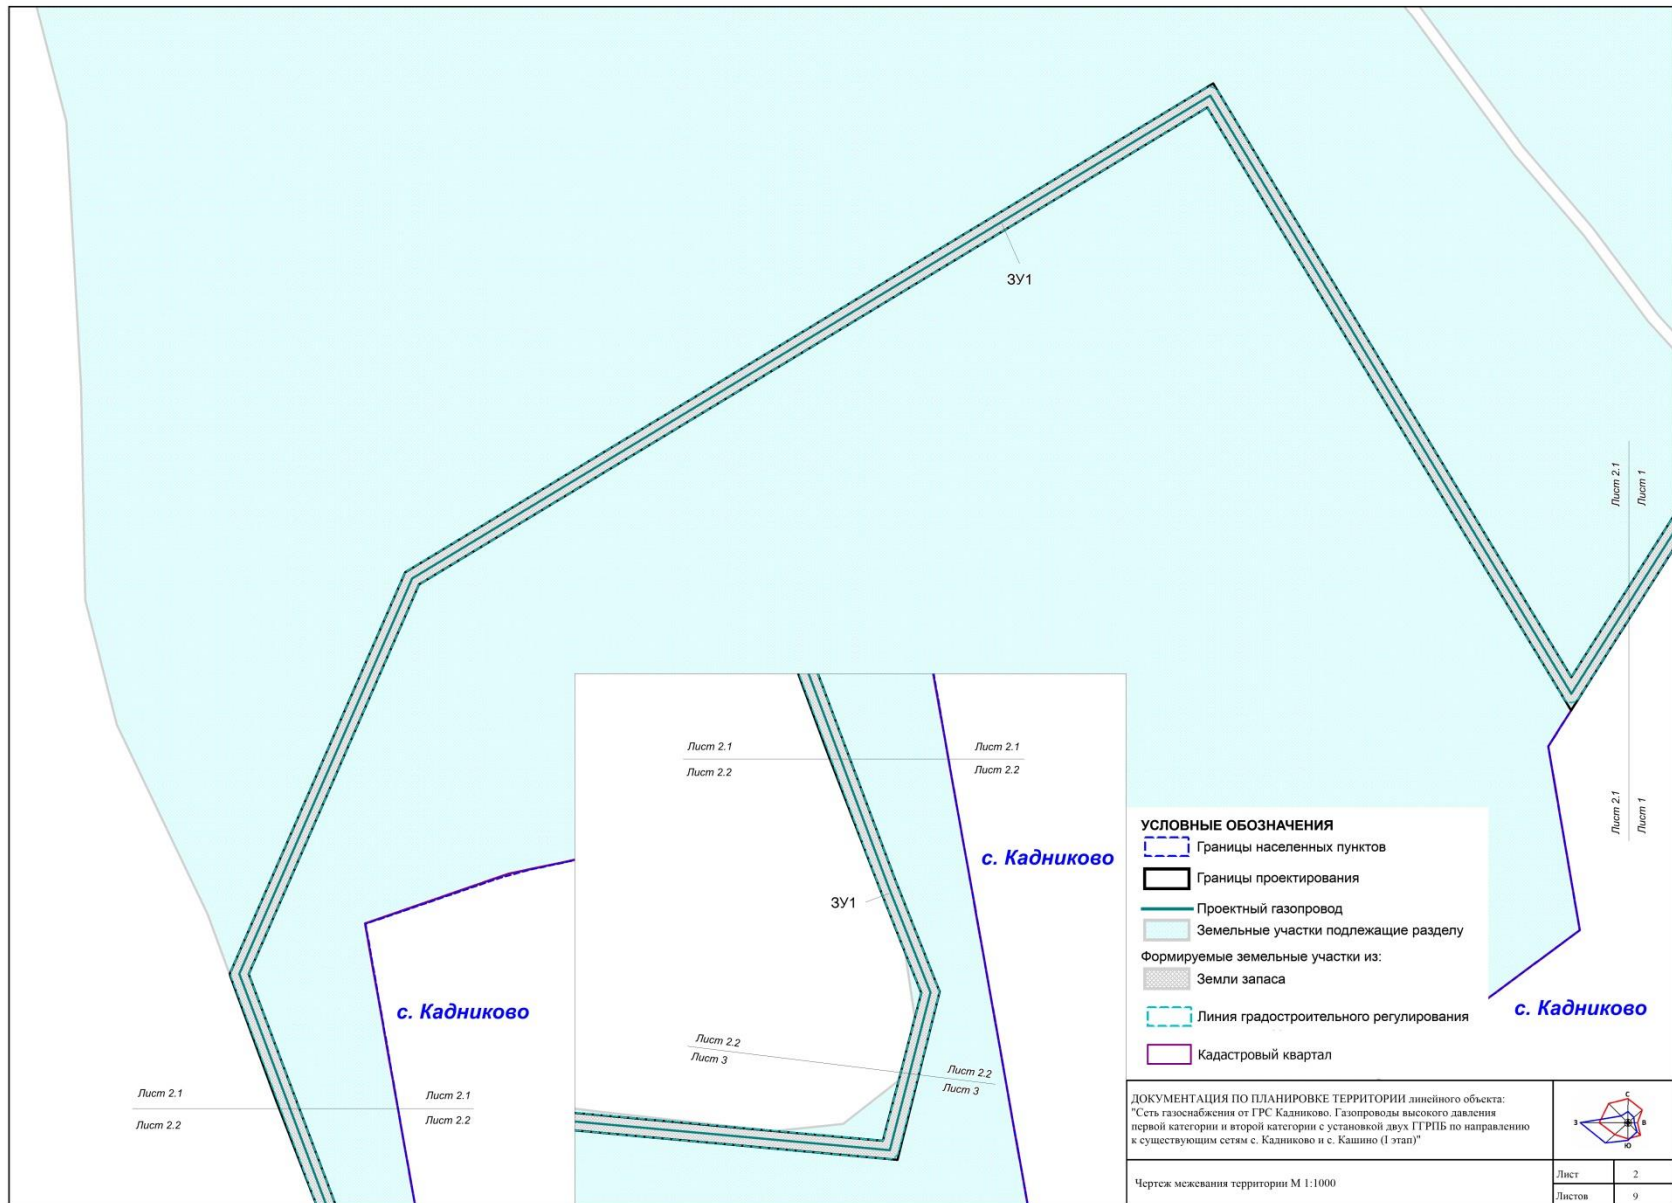 ЗУ1
Лист 2.1
Лист 1
Лист 2.1
Лист 1
Лист 2.1
Лист 2.2
Лист 2.1
Лист 2.2
с. Кадниково
ЗУ1
Лист 2.2
Лист 3
Лист 2.2
Лист 3
с. Кадниково
Лист 2.1
Лист 2.2
Лист 2.1
Лист 2.2
УСЛОВНЫЕ ОБОЗНАЧЕНИЯ
Границы населенных пунктов
Границы проектирования
Проектный газопровод
Земельные участки подлежащие разделу
Формируемые земельные участки из:
Земли запаса
Линия градостроительного регулирования
Кадастровый квартал
с. Кадниково
ДОКУМЕНТАЦИЯ ПО ПЛАНИРОВКЕ ТЕРРИТОРИИ линейного объекта:
"Сеть газоснабжения от ГРС Кадниково. Газопроводы высокого давления
первой категории и второй категории с установкой двух ГГРПБ по направлению
к существующим сетям с. Кадниково и с. Кашино (I этап)"
С
З
В
Ю
Чертеж межевания территории М 1:1000
Лист 2
Листов 9